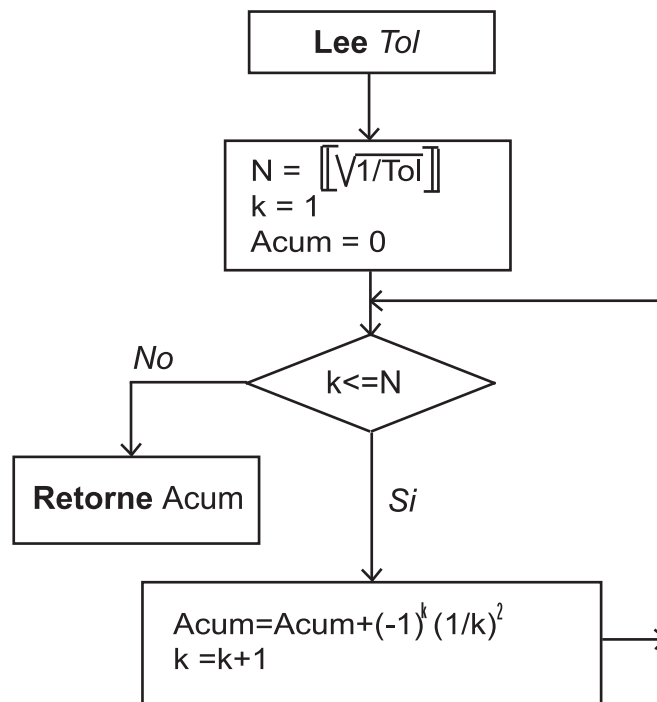 Lee Tol
N = [[√1/Tol]]
k = 1
Acum = 0
k<=N
No
Retorne Acum
Si
Acum=Acum+(-1)^k (1/k)^2
k =k+1